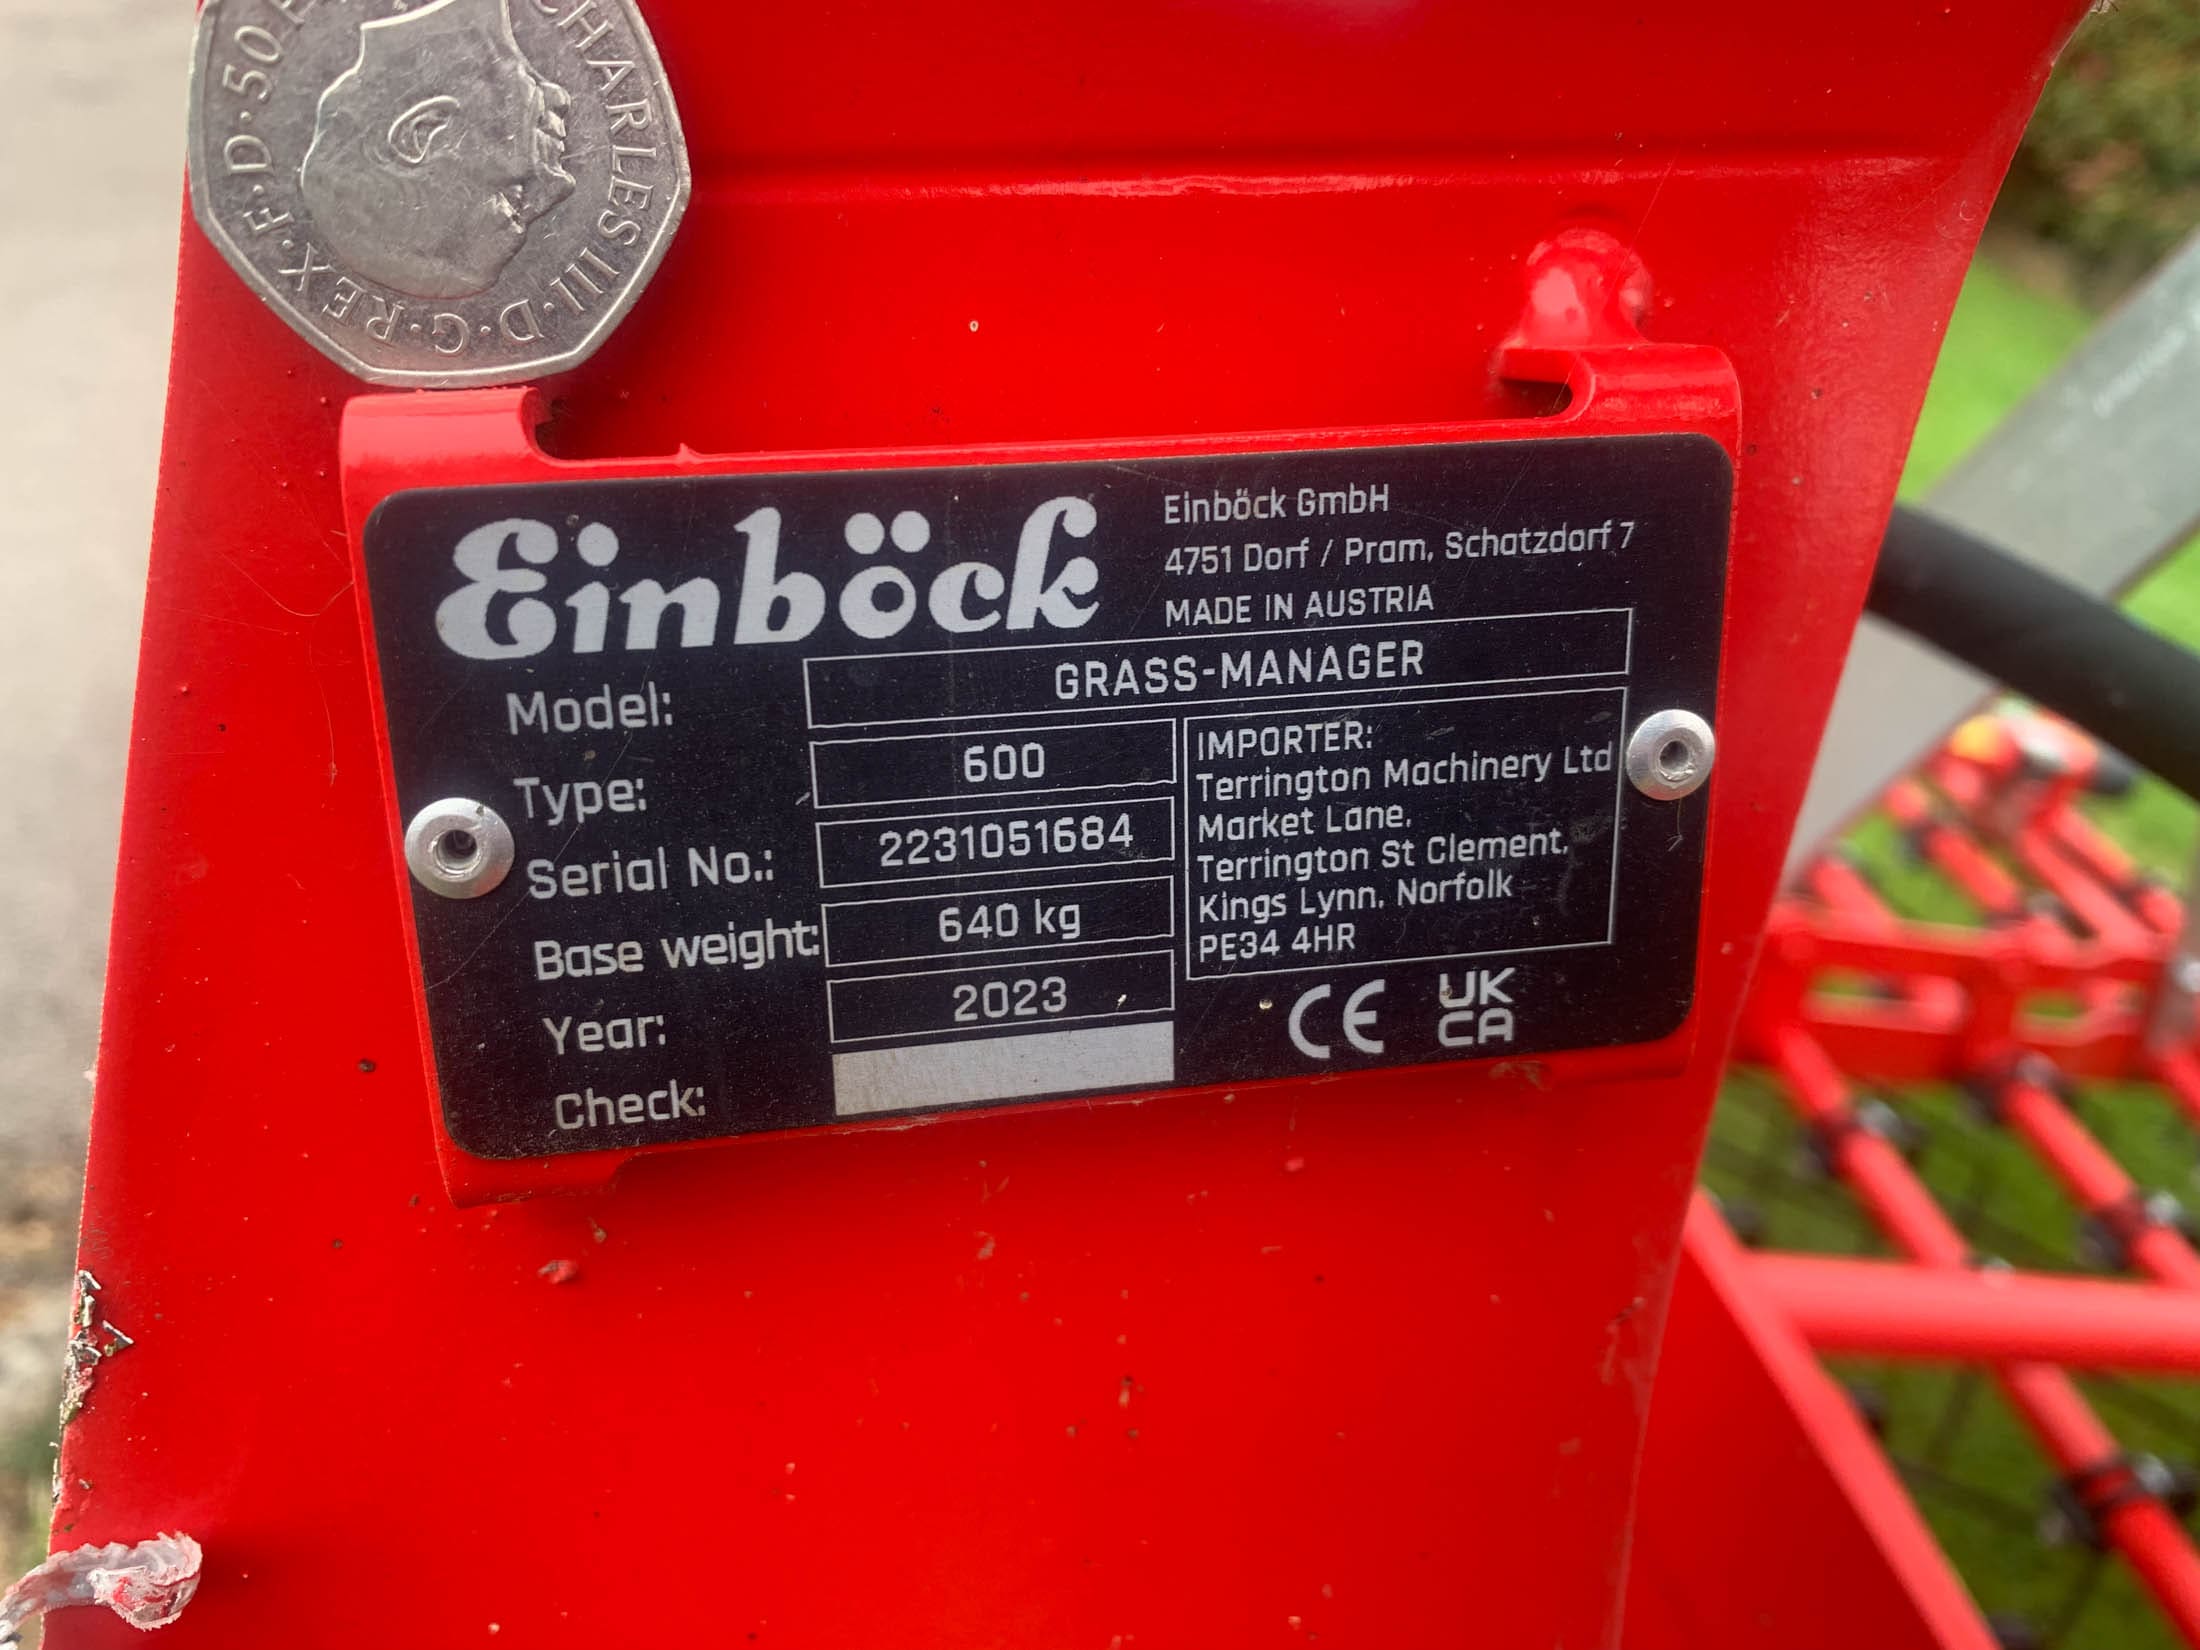 CHARLES III · D · G · REX · F · D · 50
Einböck
Einböck GmbH
4751 Dorf / Pram, Schatzdorf 7
MADE IN AUSTRIA
Model: GRASS-MANAGER
Type: 600
Serial No.: 2231051684
Base weight: 640 kg
Year: 2023
Check:
IMPORTER:
Terrington Machinery Ltd
Market Lane,
Terrington St Clement,
Kings Lynn, Norfolk
PE34 4HR
CE
UK
CA